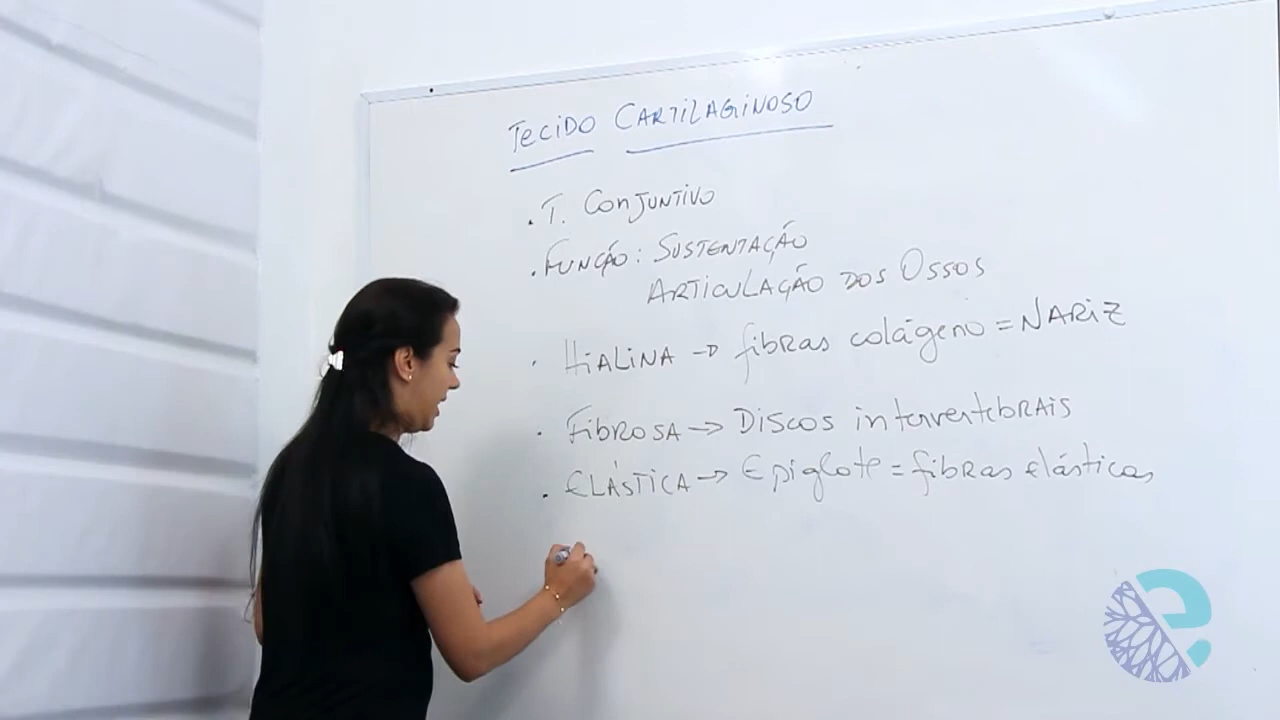 TECIDO CARTILAGINOSO
. T. CONJUNTIVO
. FUNÇÃO: SUSTENTAÇÃO
ARTICULAÇÃO DOS OSSOS
. HIALINA → fibras colágeno = NARIZ
. FIBROSA → DISCOS intervertebrais
. ELÁSTICA → Epiglote = fibras elásticas